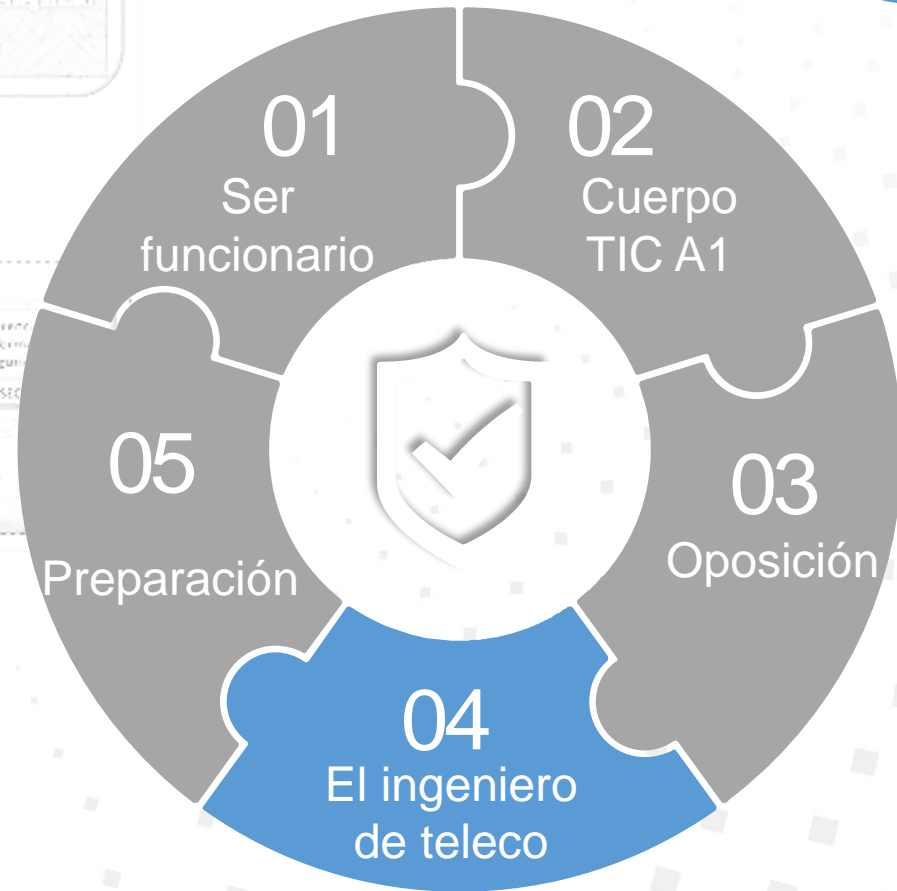 01
Ser
funcionario
02
Cuerpo
TIC A1
03
Oposición
04
El ingeniero
de teleco
05
Preparación